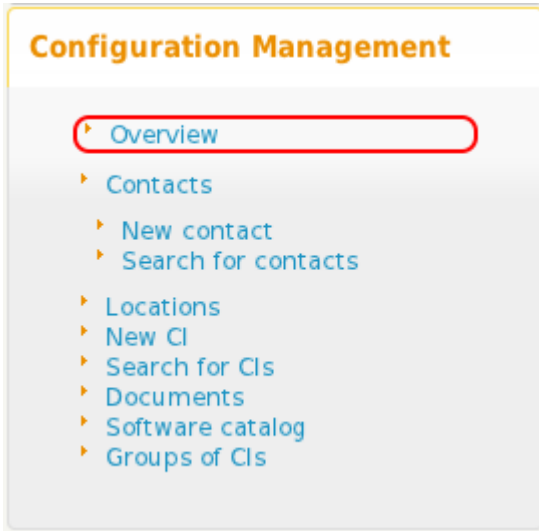 Configuration Management
Overview
Contacts
New contact
Search for contacts
Locations
New CI
Search for CIs
Documents
Software catalog
Groups of CIs